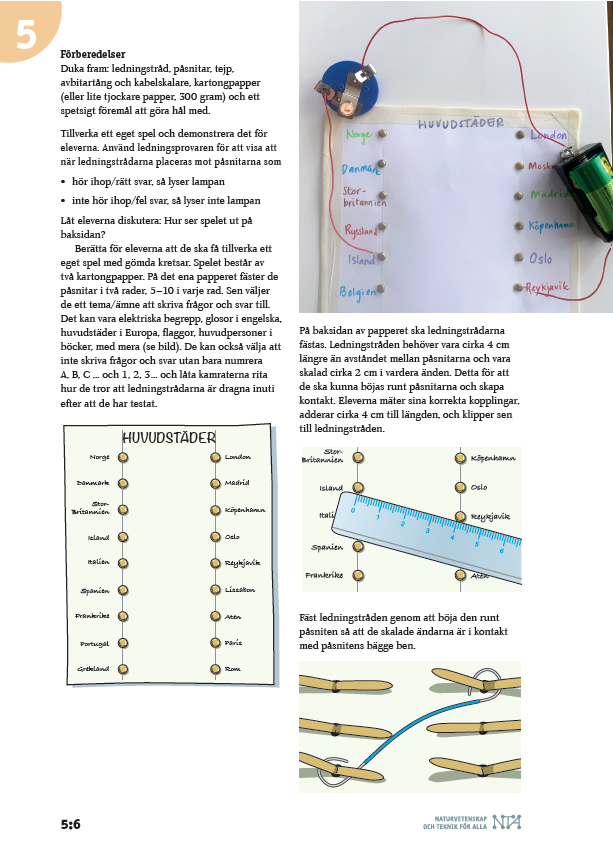 5
Förberedelser
Duka fram: ledningstråd, påsnitar, tejp,
avbitartång och kabelskalare, kartongpapper
(eller lite tjockare papper, 300 gram) och ett
spetsigt föremål att göra hål med.
Tillverka ett eget spel och demonstrera det för
eleverna. Använd ledningsprovaren för att visa att
när ledningstrådarna placeras mot påsnitarna som
• hör ihop/rätt svar, så lyser lampan
• inte hör ihop/fel svar, så lyser inte lampan
Låt eleverna diskutera: Hur ser spelet ut på
baksidan?
Berätta för eleverna att de ska få tillverka ett
eget spel med gömda kretsar. Spelet består av
två kartongpapper. På det ena papperet fäster de
påsnitar i två rader, 5–10 i varje rad. Sen väljer
de ett tema/ämne att skriva frågor och svar till.
Det kan vara elektriska begrepp, glosor i engelska,
huvudstäder i Europa, flaggor, huvudpersoner i
böcker, med mera (se bild). De kan också välja att
inte skriva frågor och svar utan bara numrera
A, B, C ... och 1, 2, 3... och låta kamraterna rita
hur de tror att ledningstrådarna är dragna inuti
efter att de har testat.
HUVUDSTÄDER
Norge London
Danmark Madrid
Stor-
Britannien Köpenhamn
Island Oslo
Italien Reykjavik
Spanien Lissabon
Frankrike Aten
Portugal Paris
Grekland Rom
HUVUDSTÄDER
Norge London
Danmark Mosk
Stor-
britannien Madrid
Ryssland Köpenhamn
Island Oslo
Belgien Reykjavik
På baksidan av papperet ska ledningstrådarna
fästas. Ledningstråden behöver vara cirka 4 cm
längre än avståndet mellan påsnitarna och vara
skalad cirka 2 cm i vardera änden. Detta för att
de ska kunna böjas runt påsnitarna och skapa
kontakt. Eleverna mäter sina korrekta kopplingar,
adderar cirka 4 cm till längden, och klipper sen
till ledningstråden.
Stor-
Britannien Köpenhamn
Island Oslo
Itali Reykjavik
0 1 2 3 4 5 6
Spanien
Frankrike Aten
Fäst ledningstråden genom att böja den runt
påsniten så att de skalade ändarna är i kontakt
med påsnitens bägge ben.
5:6
NATURVETENSKAP
OCH TEKNIK FÖR ALLA
NTA